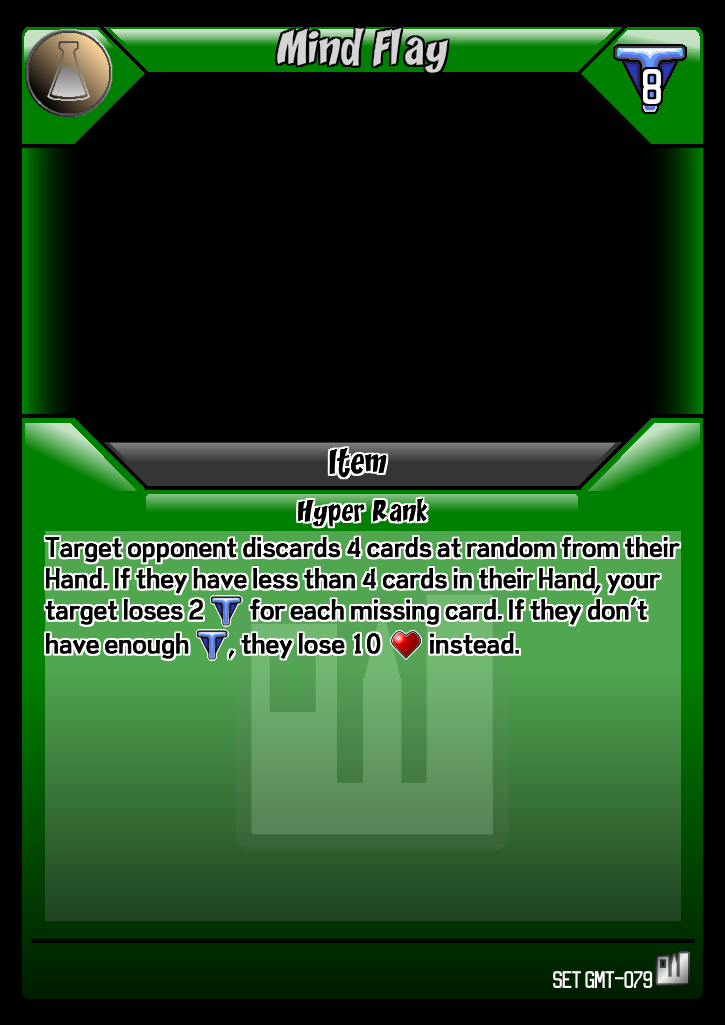 Mind Flay
8
Item
Hyper Rank
Target opponent discards 4 cards at random from their
Hand. If they have less than 4 cards in their Hand, your
target loses 2 T for each missing card. If they don't
have enough T, they lose 10 instead.
SET GMT-079